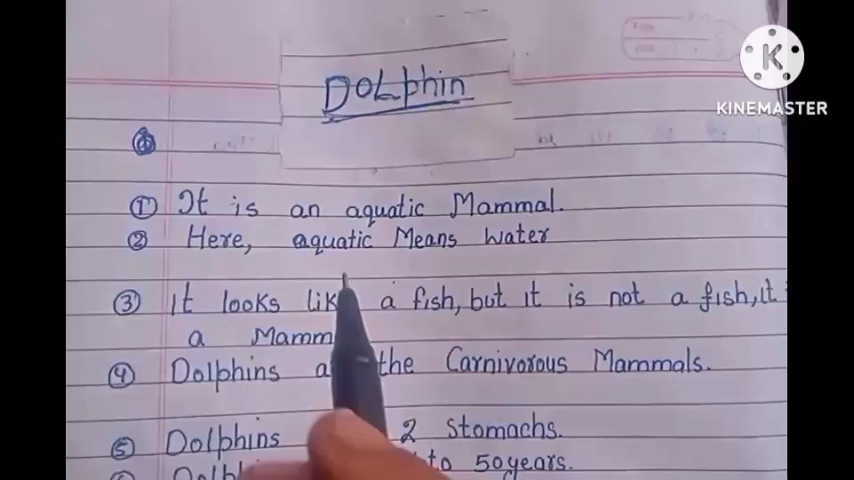 DOLphin
K
KINEMASTER
① It is an aquatic Mammal.
② Here, aquatic Means water
③ It looks lik a fish, but it is not a fish, it
a Mamm
④ Dolphins a the Carnivorous Mammals.
⑤ Dolphins 2 stomachs.
to 50years.